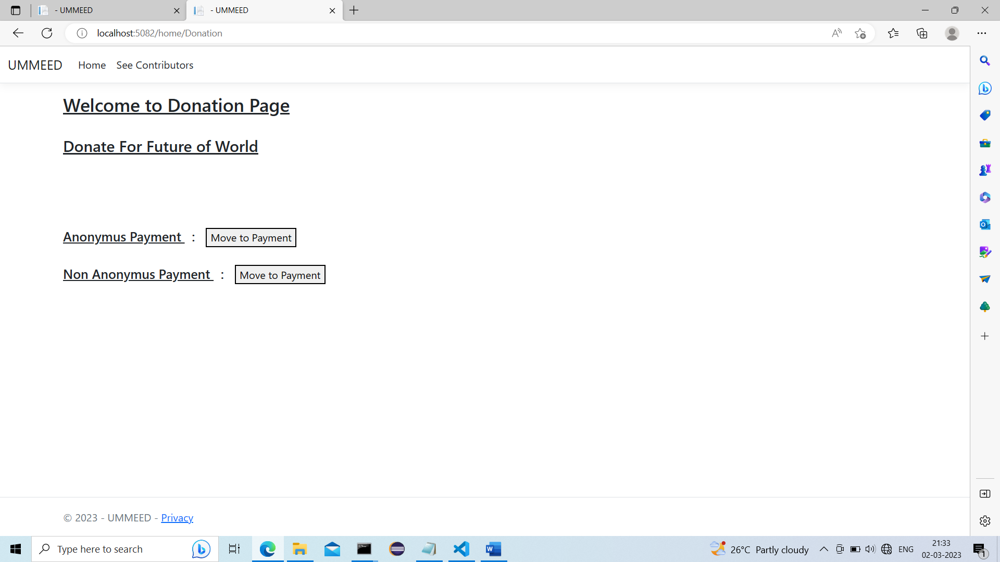 - UMMEED
- UMMEED
localhost:5082/home/Donation
UMMEED Home See Contributors
Welcome to Donation Page
Donate For Future of World
Anonymus Payment : Move to Payment
Non Anonymus Payment : Move to Payment
© 2023 - UMMEED - Privacy
Type here to search
26°C Partly cloudy
ENG
21:33
02-03-2023
1